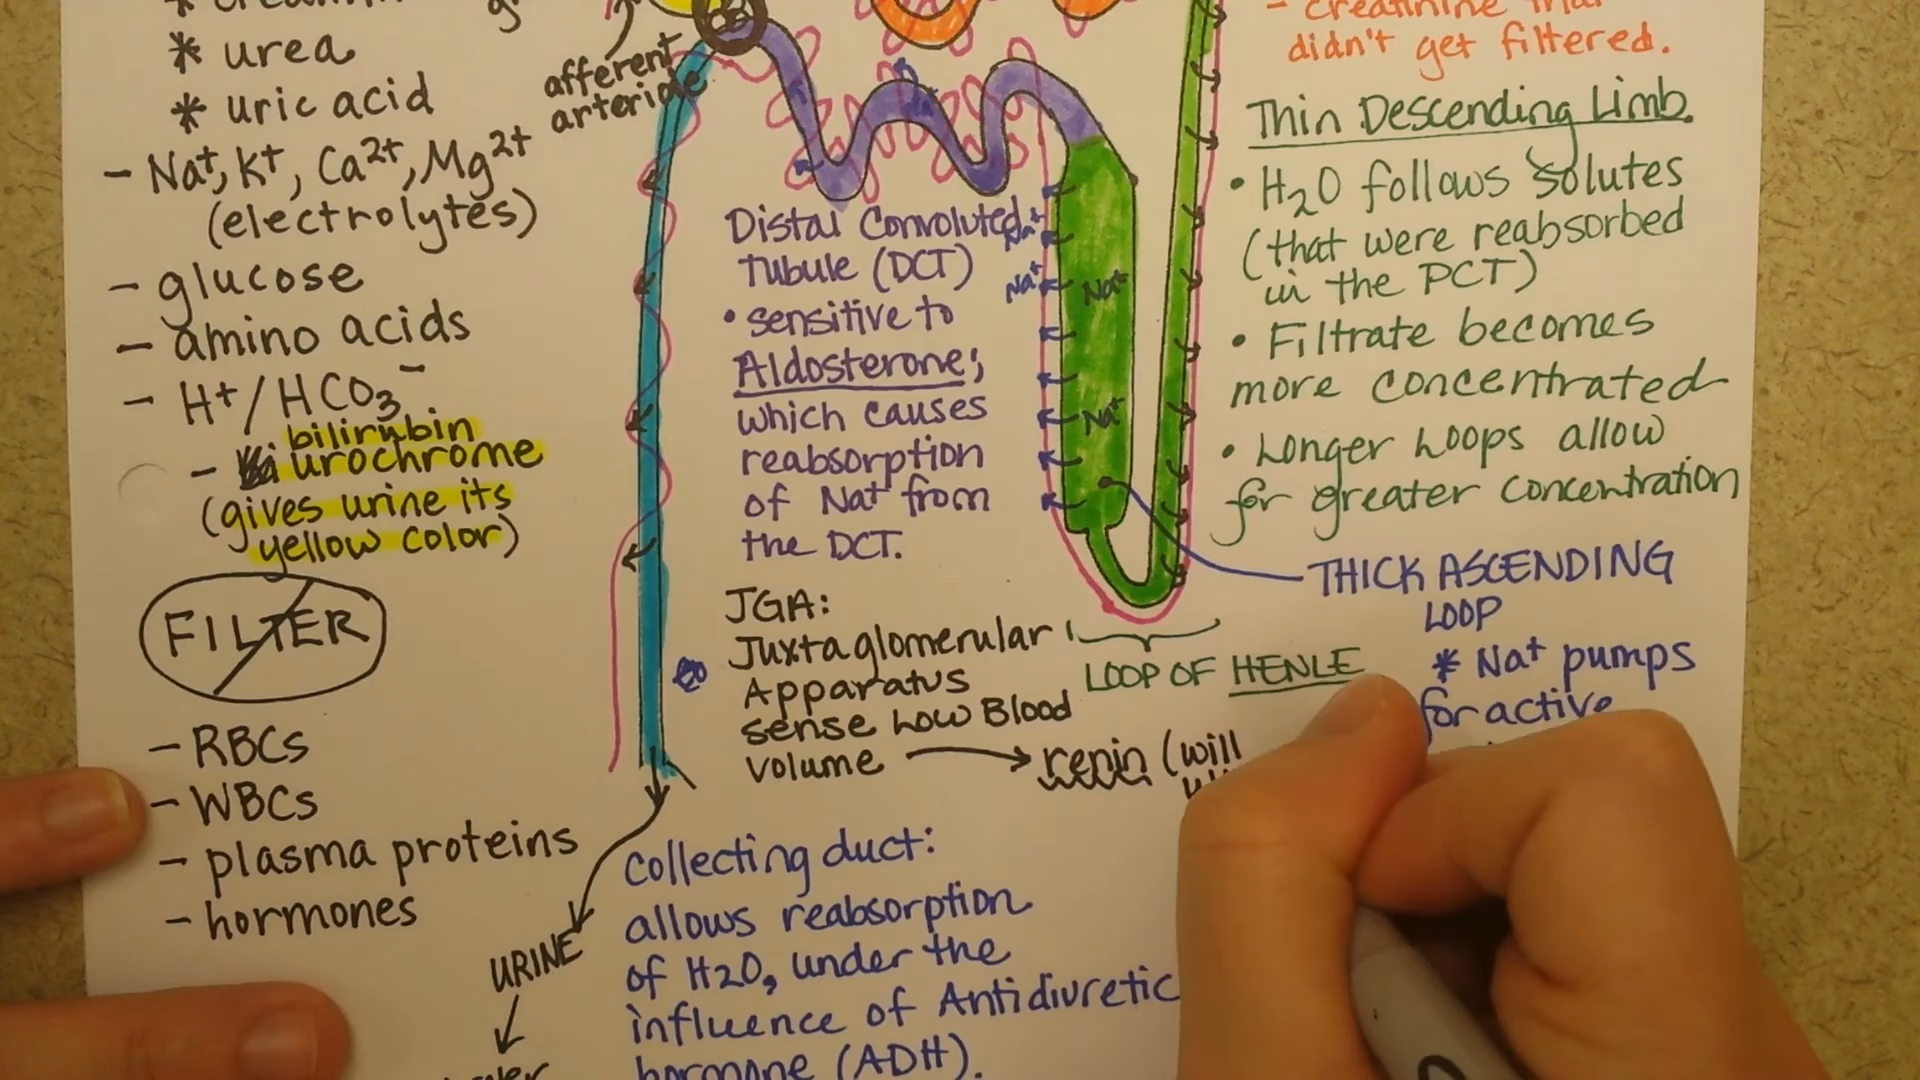 * urea
* uric acid
- Na+, K+, Ca2+, Mg2+
(electrolytes)
- glucose
- amino acids
- H+/HCO3-
bilirubin
- urochrome
(gives urine its
yellow color)
FILTER
- RBCs
- WBCs
- plasma proteins
- hormones
afferent
arteriole
Distal Convoluted
Tubule (DCT)
• sensitive to
Aldosterone;
which causes
reabsorption
of Na+ from
the DCT.
Na+
Na+
Na+
Na+
JGA:
Juxtaglomerular
Apparatus
sense Low Blood
volume → renin (will
LOOP OF HENLE
collecting duct:
allows reabsorption
of H2O, under the
influence of Antidiuretic
hormone (ADH).
URINE
- creatinine that
didn't get filtered.
Thin Descending Limb.
• H2O follows solutes
(that were reabsorbed
in the PCT)
• Filtrate becomes
more concentrated
• Longer Loops allow
for greater concentration
THICK ASCENDING
LOOP
* Na+ pumps
for active